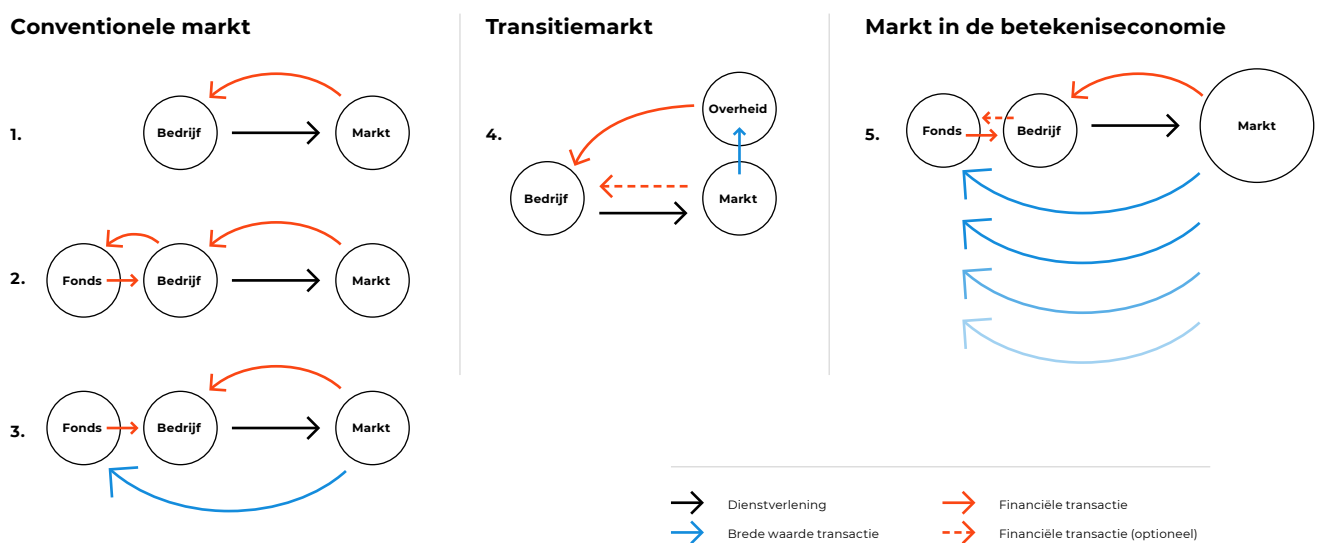 Conventionele markt
1.
Bedrijf
Markt
2.
Fonds
Bedrijf
Markt
3.
Fonds
Bedrijf
Markt
Transitiemarkt
4.
Overheid
Bedrijf
Markt
Markt in de betekeniseconomie
5.
Fonds
Bedrijf
Markt
Dienstverlening
Financiële transactie
Brede waarde transactie
Financiële transactie (optioneel)